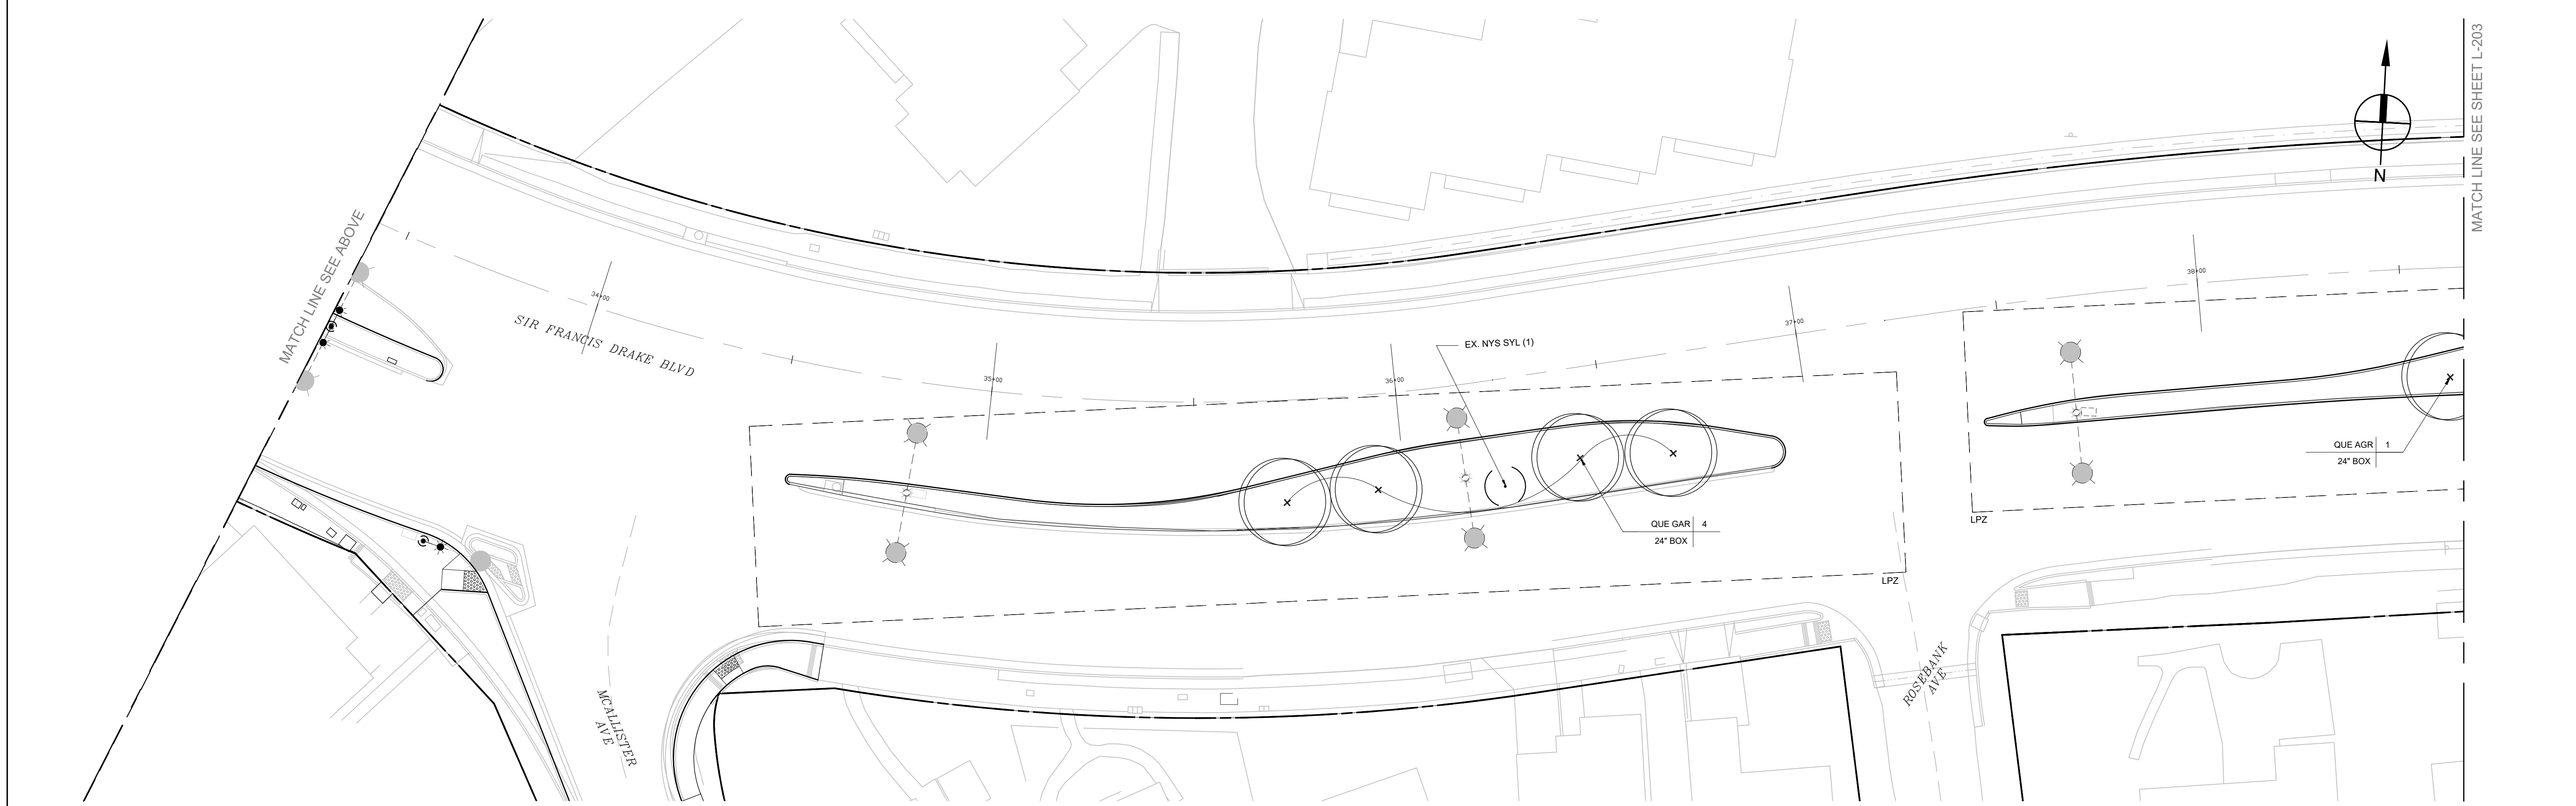 MATCH LINE SEE SHEET L-203
N
MATCH LINE SEE ABOVE
34+00
SIR FRANCIS DRAKE BLVD
35+00
36+00
37+00
38+00
EX. NYS SYL (1)
QUE AGR 1
24" BOX
QUE GAR 4
24" BOX
LPZ
LPZ
MCALLISTER
AVE
ROSEBANK
AVE